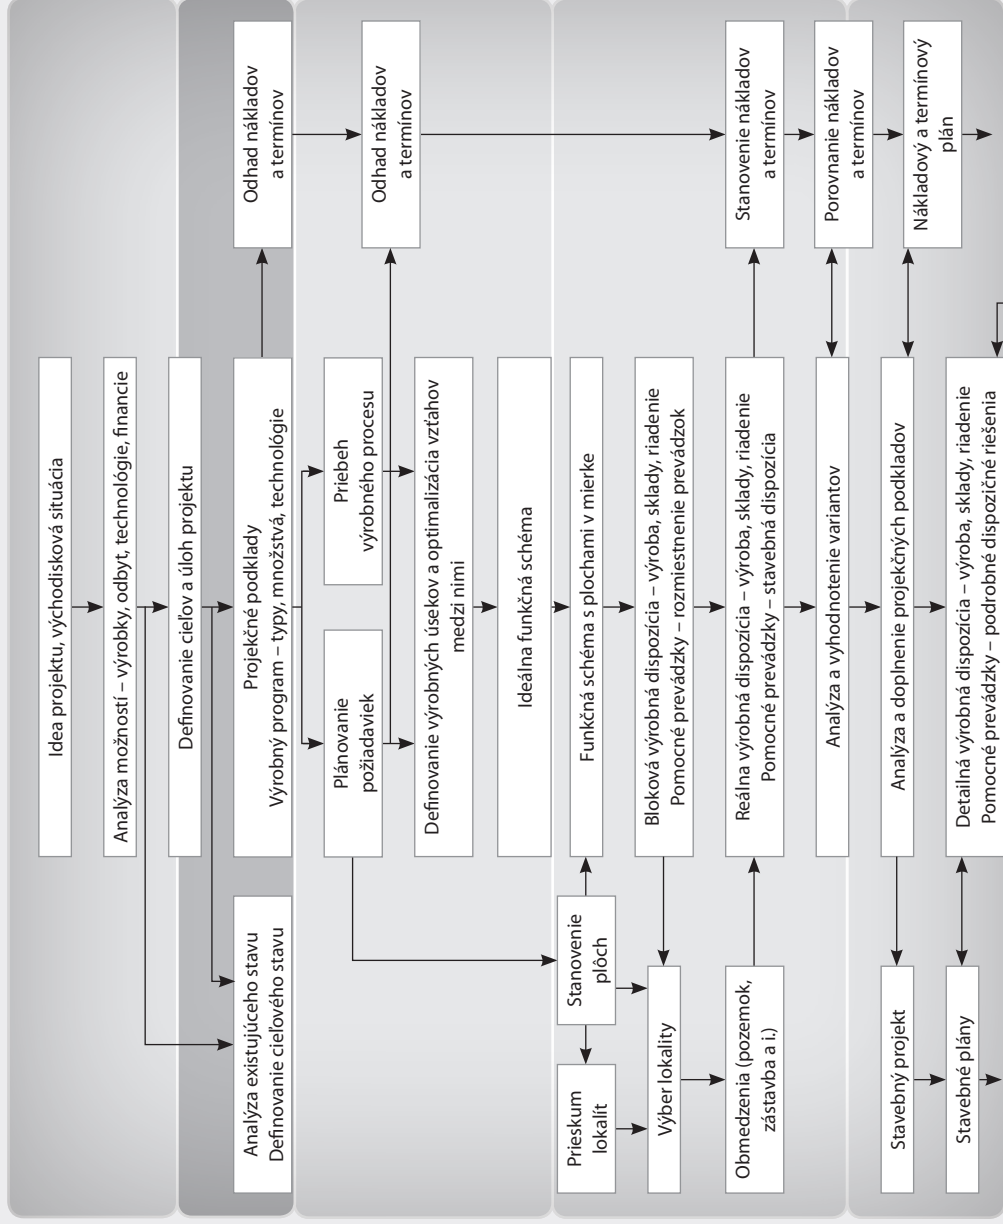 Idea projektu, východisková situácia
Analýza možností – výrobky, odbyt, technológie, financie
Definovanie cieľov a úloh projektu
Analýza existujúceho stavu
Definovanie cieľového stavu
Projekčné podklady
Výrobný program – typy, množstvá, technológie
Odhad nákladov
a termínov
Plánovanie
požiadaviek
Priebeh
výrobného procesu
Odhad nákladov
a termínov
Definovanie výrobných úsekov a optimalizácia vzťahov
medzi nimi
Ideálna funkčná schéma
Prieskum
lokalít
Stanovenie
plôch
Funkčná schéma s plochami v mierke
Výber lokality
Bloková výrobná dispozícia – výroba, sklady, riadenie
Pomocné prevádzky – rozmiestnenie prevádzok
Obmedzenia (pozemok,
zástavba a i.)
Reálna výrobná dispozícia – výroba, sklady, riadenie
Pomocné prevádzky – stavebná dispozícia
Stanovenie nákladov
a termínov
Analýza a vyhodnotenie variantov
Porovnanie nákladov
a termínov
Stavebný projekt
Analýza a doplnenie projekčných podkladov
Nákladový a termínový
plán
Stavebné plány
Detailná výrobná dispozícia – výroba, sklady, riadenie
Pomocné prevádzky – podrobné dispozičné riešenia